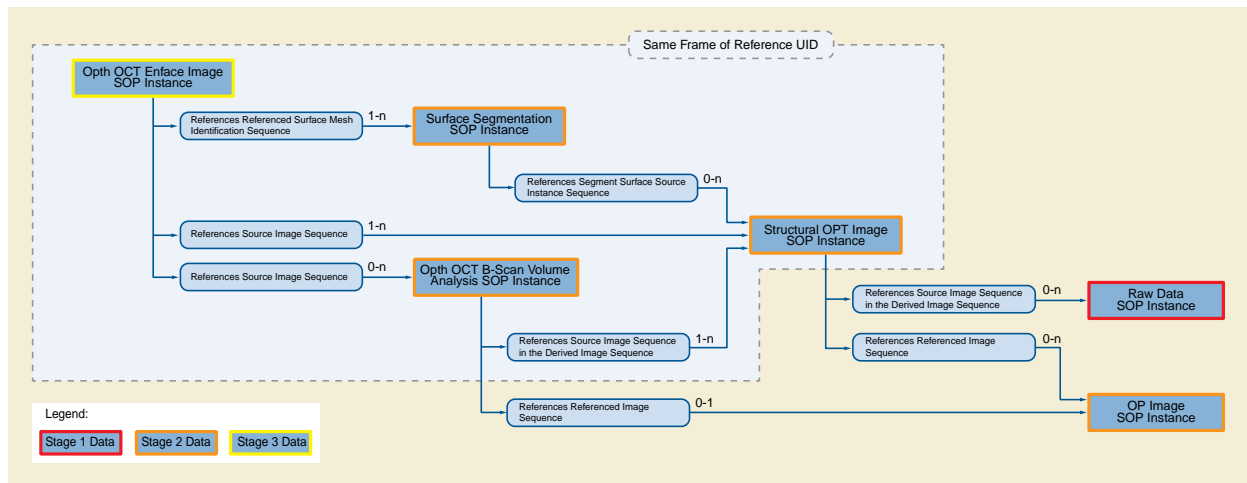 Same Frame of Reference UID
Opth OCT Enface Image
SOP Instance
References Referenced Surface Mesh
Identification Sequence
1-n
Surface Segmentation
SOP Instance
References Segment Surface Source
Instance Sequence
0-n
References Source Image Sequence
1-n
Structural OPT Image
SOP Instance
References Source Image Sequence
0-n
Opth OCT B-Scan Volume
Analysis SOP Instance
References Source Image Sequence
in the Derived Image Sequence
0-n
Raw Data
SOP Instance
References Source Image Sequence
in the Derived Image Sequence
1-n
References Referenced Image
Sequence
0-n
References Referenced Image
Sequence
0-1
OP Image
SOP Instance
Legend:
Stage 1 Data
Stage 2 Data
Stage 3 Data